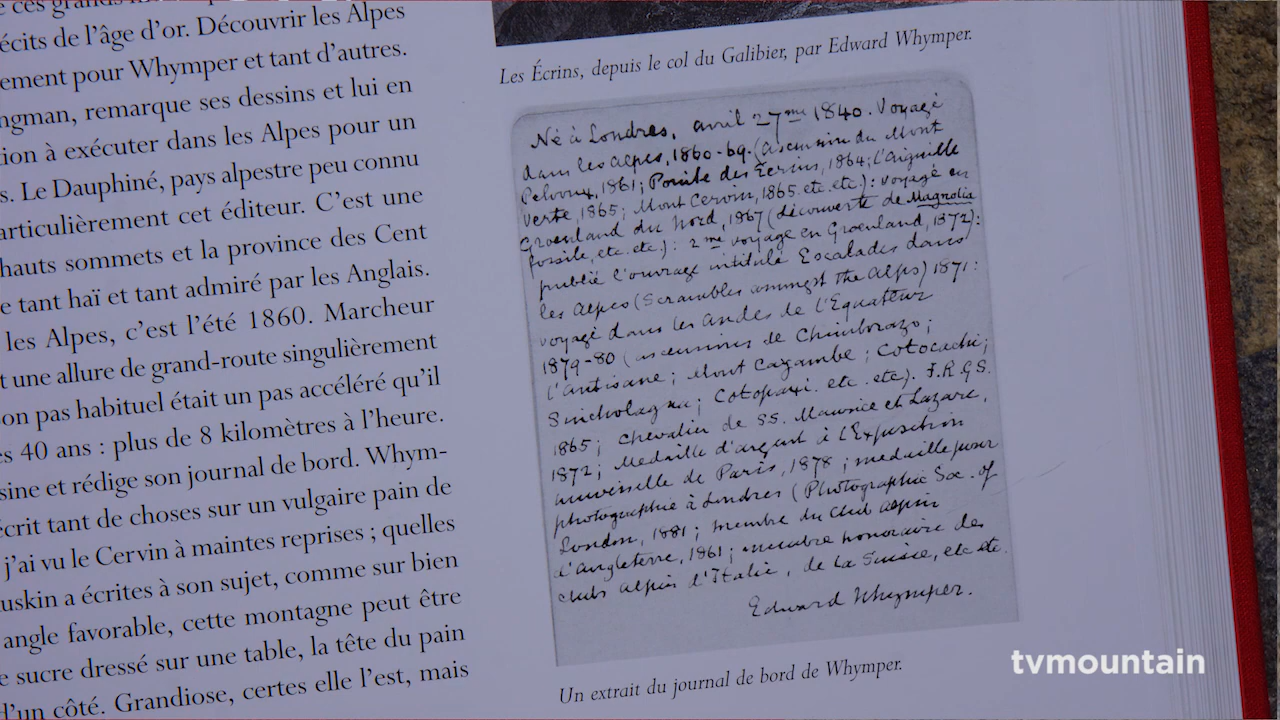 e ces grands
écits de l'âge d'or. Découvrir les Alpes
ement pour Whymper et tant d'autres.
ngman, remarque ses dessins et lui en
tion à exécuter dans les Alpes pour un
s. Le Dauphiné, pays alpestre peu connu
articulièrement cet éditeur. C'est une
hauts sommets et la province des Cent
e tant haï et tant admiré par les Anglais.
les Alpes, c'est l'été 1860. Marcheur
t une allure de grand-route singulièrement
on pas habituel était un pas accéléré qu'il
es 40 ans : plus de 8 kilomètres à l'heure.
sine et rédige son journal de bord. Whym-
écrit tant de choses sur un vulgaire pain de
j'ai vu le Cervin à maintes reprises ; quelles
uskin a écrites à son sujet, comme sur bien
angle favorable, cette montagne peut être
e sucre dressé sur une table, la tête du pain
d'un côté. Grandiose, certes elle l'est, mais
Les Écrins, depuis le col du Galibier, par Edward Whymper.
Né à Londres, avril 27me 1840. Voyagé
dans les alpes, 1860-69. (ascension du Mont
Pelvoux, 1861; Pointe des Écrins, 1864; l'Aiguille
verte, 1865; Mont Cervin, 1865. etc. etc.): voyagé en
Groenland du Nord, 1867 (découverte de Magnolia
fossile, etc. etc.): 2me voyage en Groenland, 1872):
publié l'ouvrage intitulé Escalades dans
les Alpes (Scrambles amongst the Alps) 1871:
voyagé dans les Andes de l'Equateur
1879-80 (ascensions de Chimborazo;
l'Antisana; Mont Cayambe; Cotocachi;
Sincholagua; Cotopaxi. etc. etc). F.R.G.S.
1865; Chevalier de SS. Maurice et Lazare,
1872; Medaille d'argent à l'Exposition
universelle de Paris, 1878; medaille pour
photographie à Londres (Photographic Soc. of
London, 1881; membre du Club alpin
d'Angleterre, 1861; membre honoraire des
clubs alpin d'Italie, de la Suisse, etc etc.
Edward Whymper.
Un extrait du journal de bord de Whymper.
tvmountain